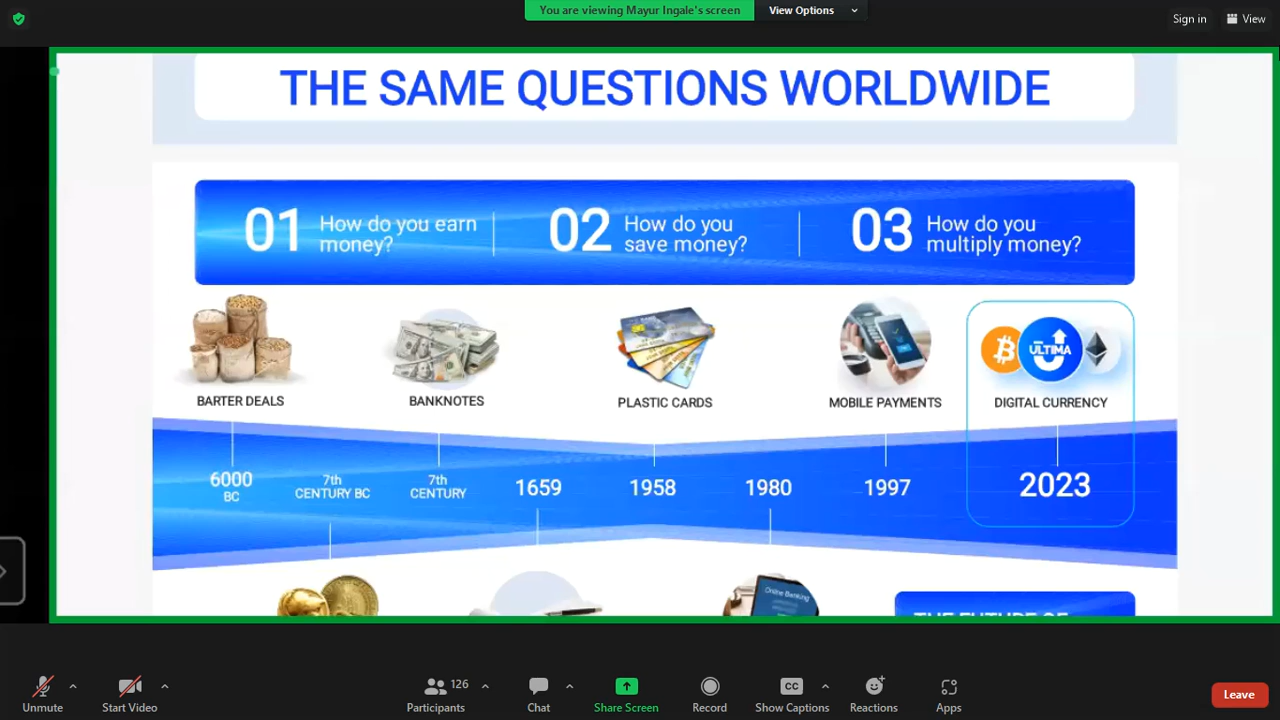 You are viewing Mayur Ingale's screen
View Options
Sign in
View
THE SAME QUESTIONS WORLDWIDE
01 How do you earn
money?
02 How do you
save money?
03 How do you
multiply money?
ULTIMA
BARTER DEALS
BANKNOTES
PLASTIC CARDS
MOBILE PAYMENTS
DIGITAL CURRENCY
6000
BC
7th
CENTURY BC
7th
CENTURY
1659
1958
1980
1997
2023
Online Banking
THE FUTURE OF
Unmute
Start Video
Participants
126
Chat
Share Screen
Record
CC
Show Captions
Reactions
Apps
Leave